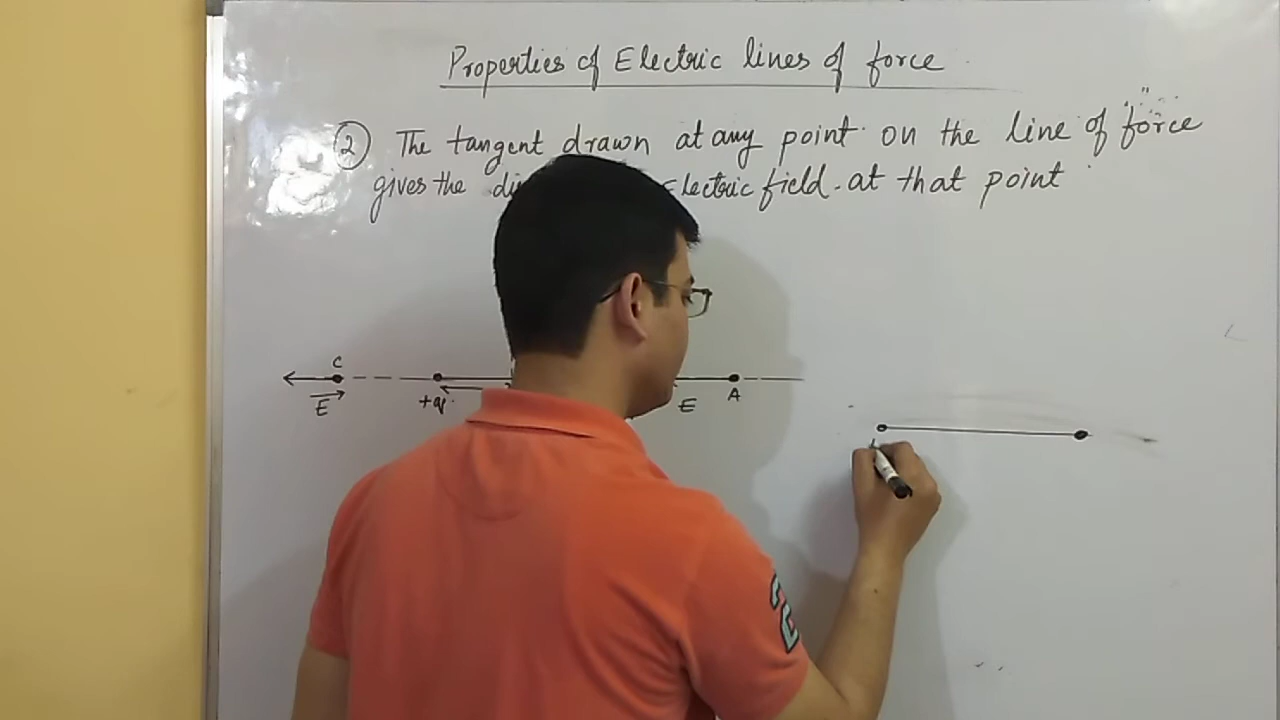 Properties of Electric lines of force
② The tangent drawn at any point on the line of force
gives the Electric field at that point
C
E
+q
E
A
2